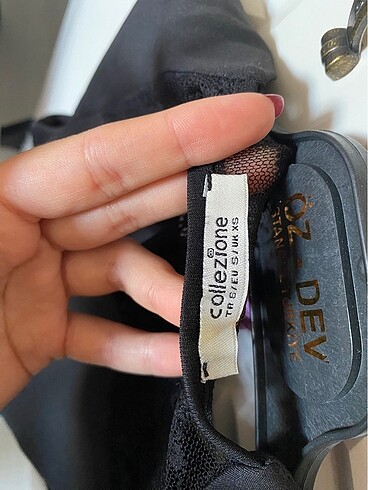 collezione®
TR S/EU S/UK XS
ÖZ - DEV